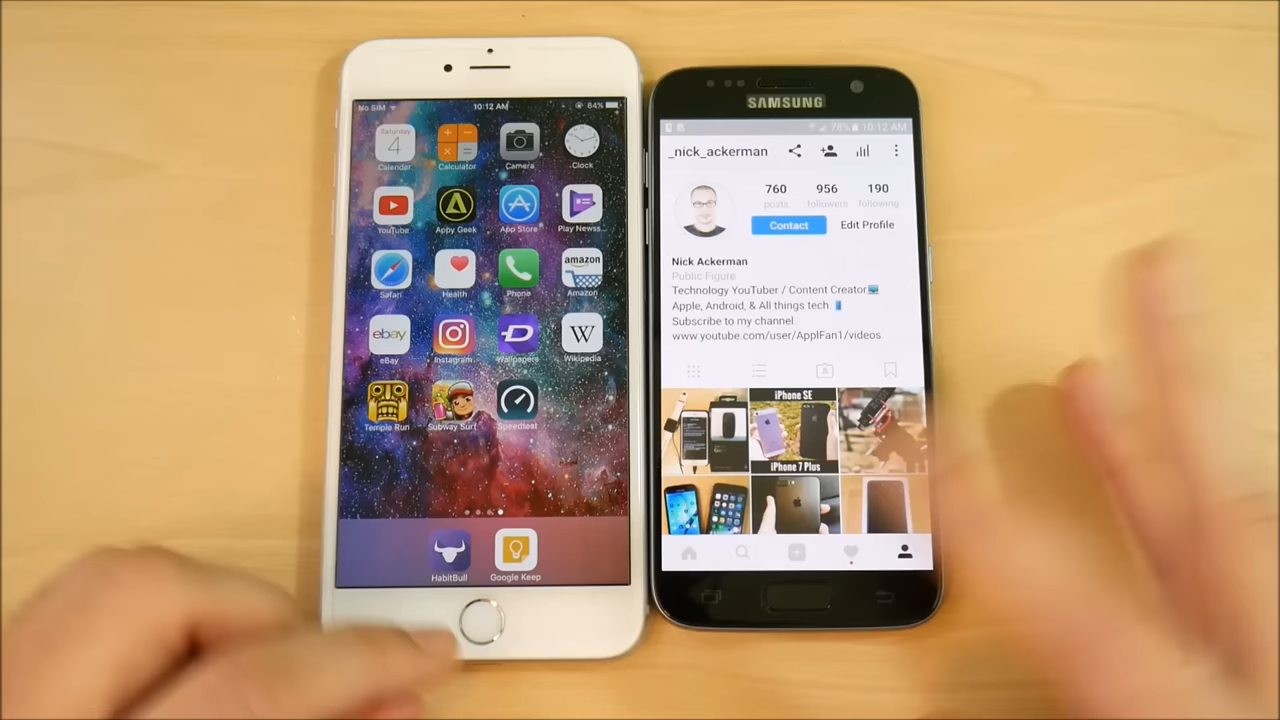 No SIM
10:12 AM
84%
Saturday
4
Calendar
Calculator
Camera
Clock
YouTube
Appy Geek
App Store
Play Newss...
Safari
Health
Phone
amazon
Amazon
ebay
eBay
Instagram
Wallpapers
W
Wikipedia
Temple Run
Subway Surf
Speedtest
HabitBull
Google Keep
SAMSUNG
78% 10:12 AM
_nick_ackerman
760
956
190
posts
followers
following
Contact
Edit Profile
Nick Ackerman
Public Figure
Technology YouTuber / Content Creator
Apple, Android, & All things tech.
Subscribe to my channel
www.youtube.com/user/ApplFan1/videos
iPhone SE
iPhone 7 Plus